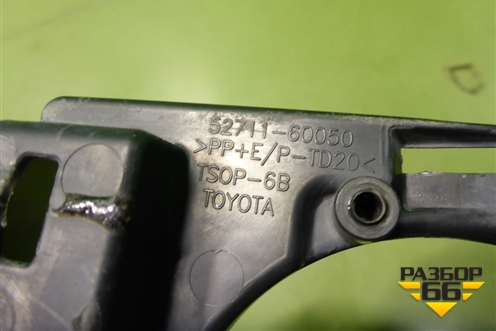 52711-60050
>PP+E/P-TD20<
TSOP-6B
TOYOTA
РАЗБОР
66